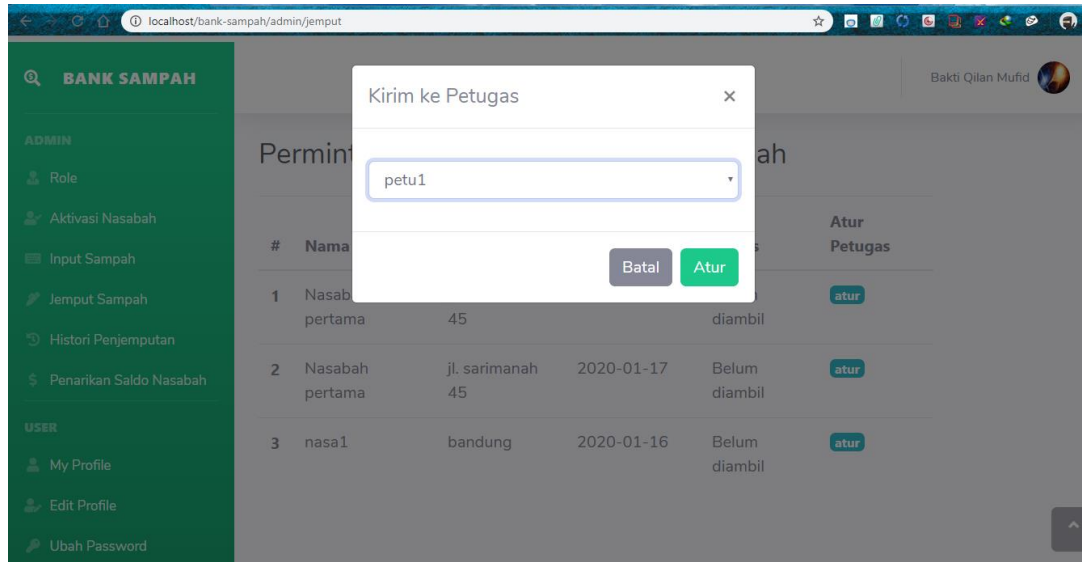 localhost/bank-sampah/admin/jemput
BANK SAMPAH
Bakti Qilan Mufid
ADMIN
Role
Aktivasi Nasabah
Input Sampah
Jemput Sampah
Histori Penjemputan
Penarikan Saldo Nasabah
USER
My Profile
Edit Profile
Ubah Password
Kirim ke Petugas ×
petu1
Batal Atur
Permint ah
# Nama Atur
Petugas
1 Nasab atur
pertama 45 diambil
2 Nasabah jl. sarimanah 2020-01-17 Belum atur
pertama 45 diambil
3 nasa1 bandung 2020-01-16 Belum atur
diambil